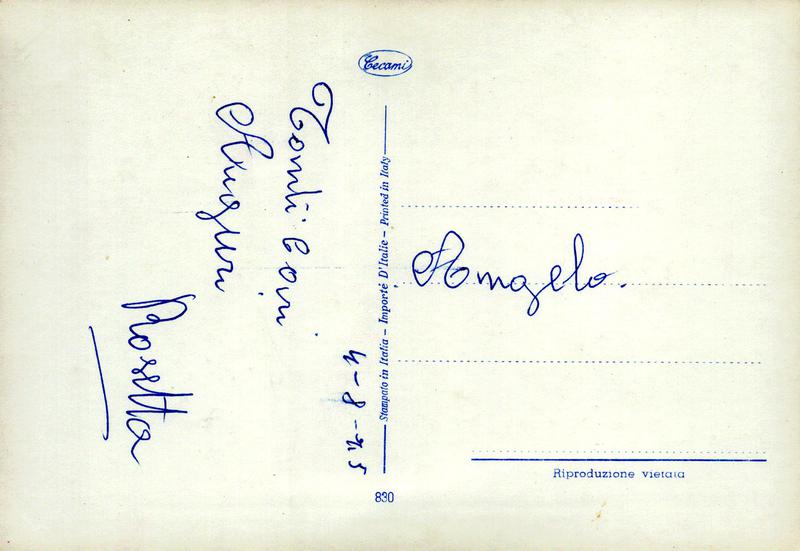 Cecami
4-8-75
Tanti Cari
Auguri
Rosetta
Stampato in Italia - Importé D'Italie - Printed in Italy
Angelo.
Riproduzione vietata
830